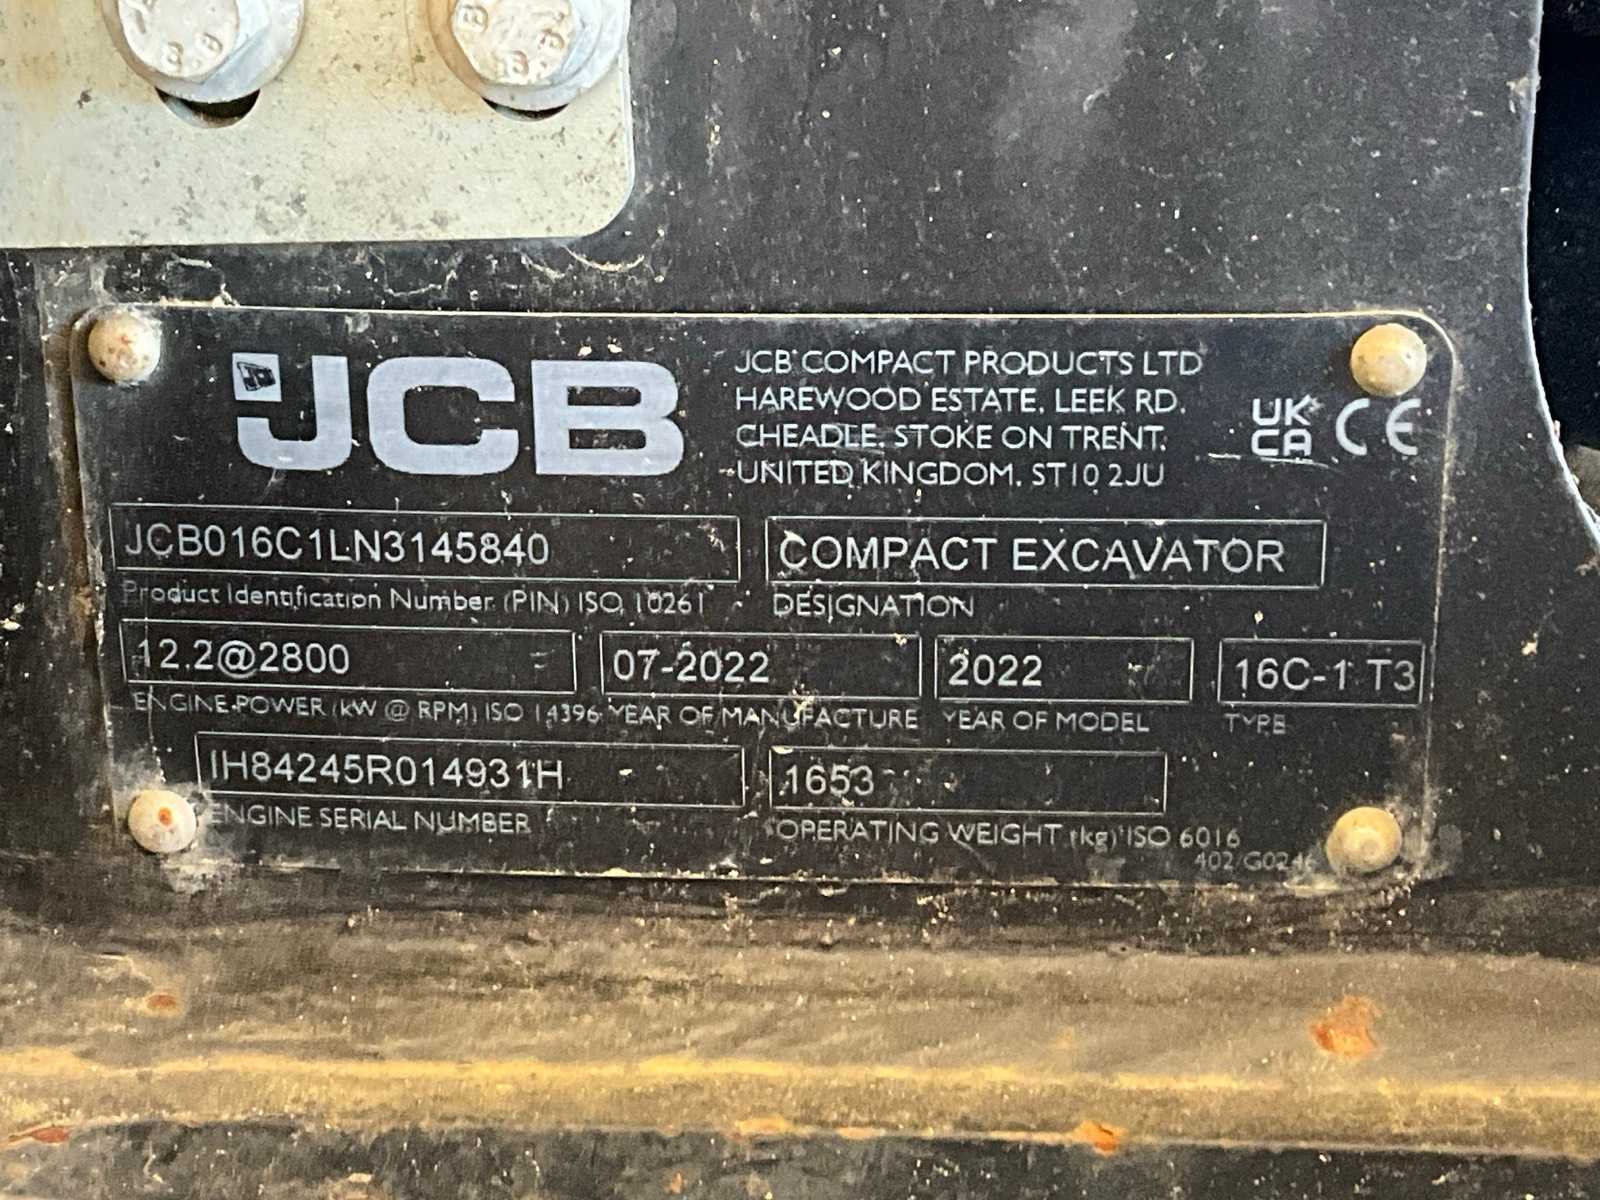 JCB
JCB COMPACT PRODUCTS LTD
HAREWOOD ESTATE, LEEK RD.
CHEADLE, STOKE ON TRENT.
UNITED KINGDOM. ST10 2JU
UK
CA CE
JCB016C1LN3145840 COMPACT EXCAVATOR
Product Identification Number (PIN) ISO 10261 DESIGNATION
12.2@2800 07-2022 2022 16C-1 T3
ENGINE POWER (kW @ RPM) ISO 14396 YEAR OF MANUFACTURE YEAR OF MODEL TYPE
IH84245R014931H 1653
ENGINE SERIAL NUMBER OPERATING WEIGHT (kg) ISO 6016